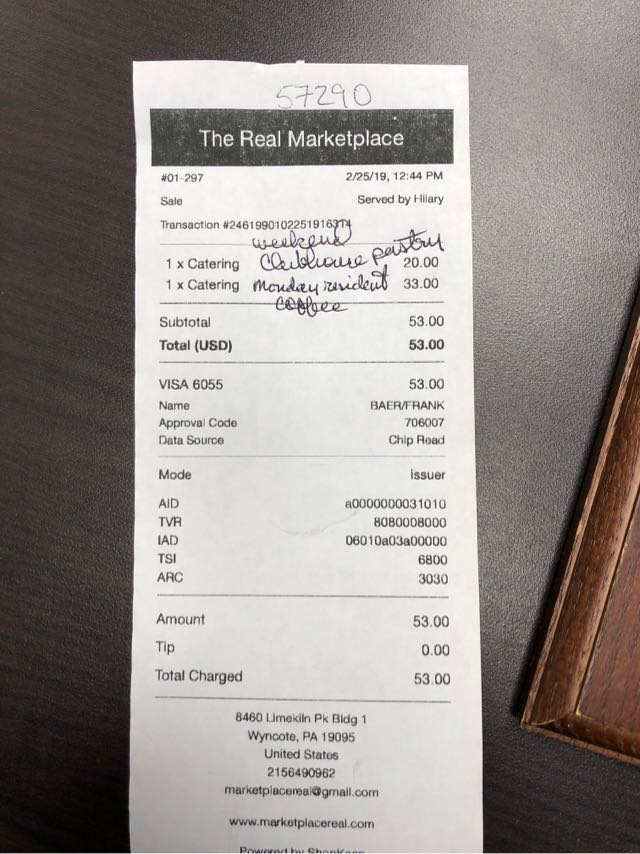 57290
The Real Marketplace
#01-297 2/25/19, 12:44 PM
Sale Served by Hilary
Transaction #2461990102251916374
weekend
1 x Catering Clubhouse pastry 20.00
1 x Catering Monday resident 33.00
coffee
Subtotal 53.00
Total (USD) 53.00
VISA 6055 53.00
Name BAER/FRANK
Approval Code 706007
Data Source Chip Read
Mode Issuer
AID a0000000031010
TVR 8080008000
IAD 06010a03a00000
TSI 6800
ARC 3030
Amount 53.00
Tip 0.00
Total Charged 53.00
8460 Limekiln Pk Bldg 1
Wyncote, PA 19095
United States
2156490962
marketplacereal@gmail.com
www.marketplacereal.com
Powered by ShopKeep